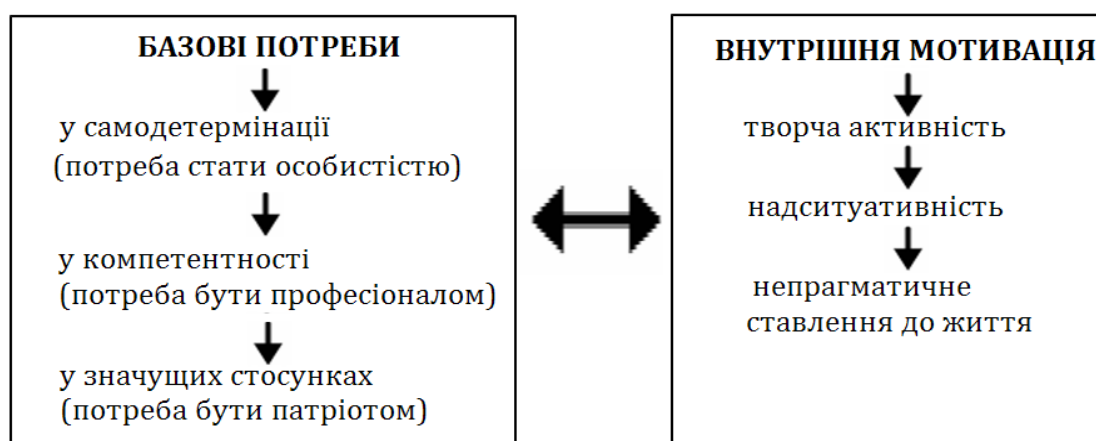 БАЗОВІ ПОТРЕБИ
у самодетермінації
(потреба стати особистістю)
у компетентності
(потреба бути професіоналом)
у значущих стосунках
(потреба бути патріотом)
ВНУТРІШНЯ МОТИВАЦІЯ
творча активність
надситуативність
непрагматичне
ставлення до життя